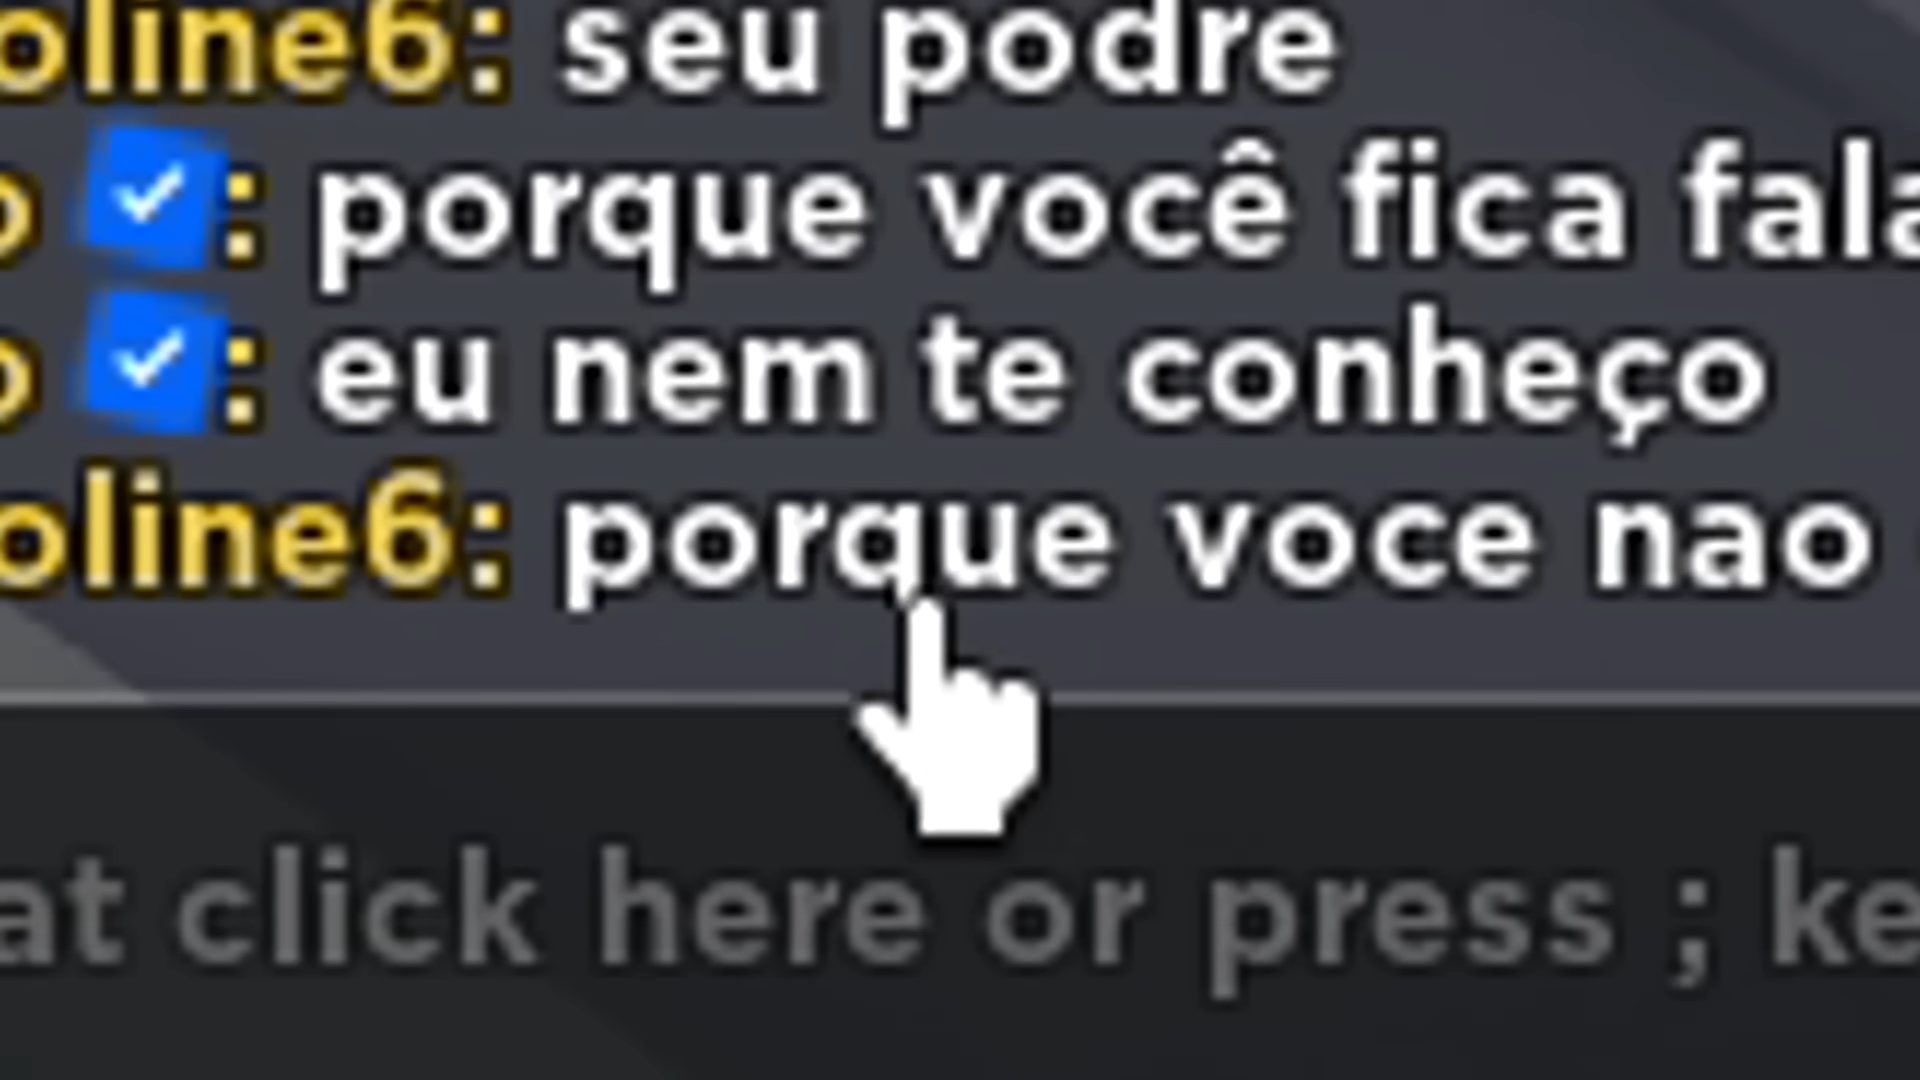 oline6: seu podre
o ✓: porque você fica fala
o ✓: eu nem te conheço
oline6: porque voce nao
at click here or press ; ke